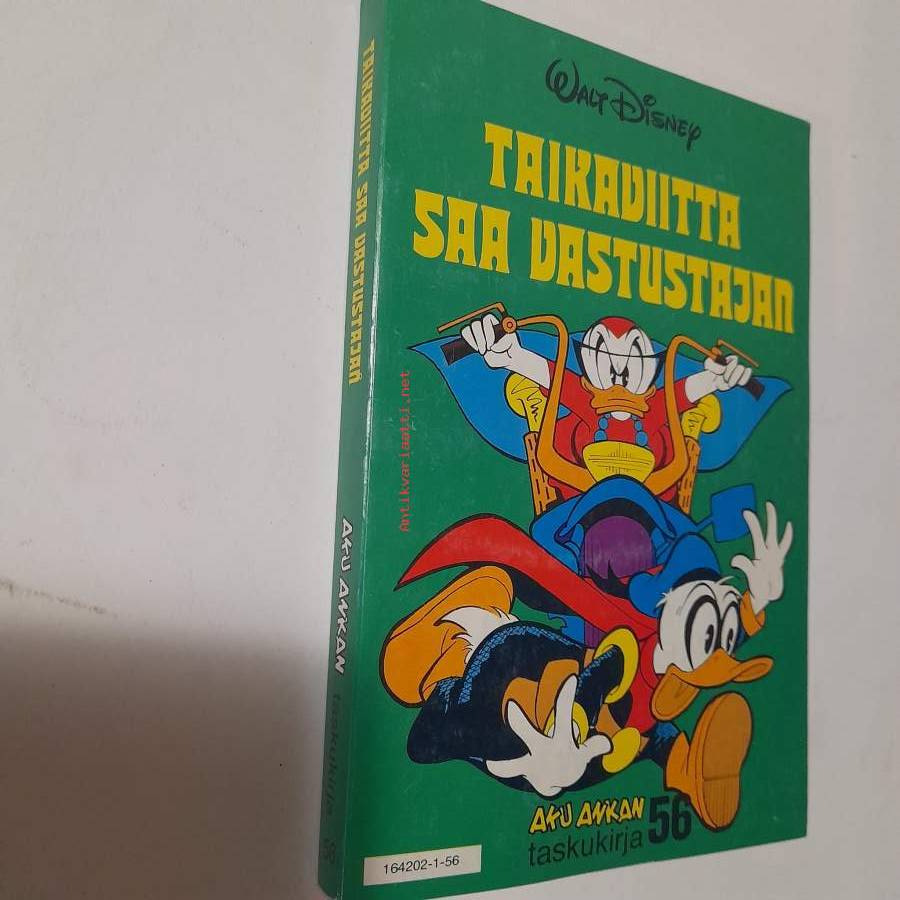 TAIKAVIITTA SAA VASTUSTAJAN
AKU ANKAN taskukirja 56
WALT DISNEY
TAIKAVIITTA
SAA VASTUSTAJAN
Antikvariaatti.net
AKU ANKAN
taskukirja 56
164202-1-56